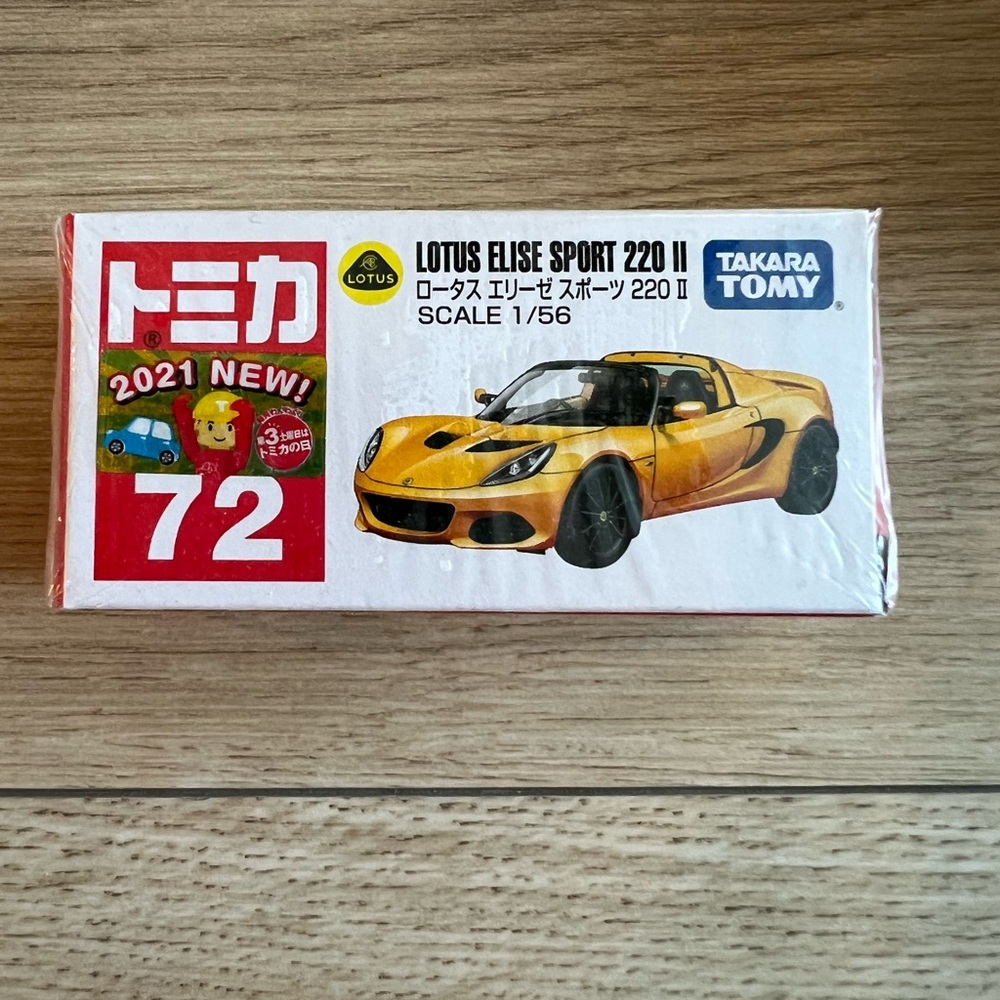 トミカ
®
2021 NEW!
第3土曜日は
トミカの日
72
LOTUS
LOTUS ELISE SPORT 220 II
ロータス エリーゼ スポーツ 220 II
SCALE 1/56
TAKARA
TOMY
®